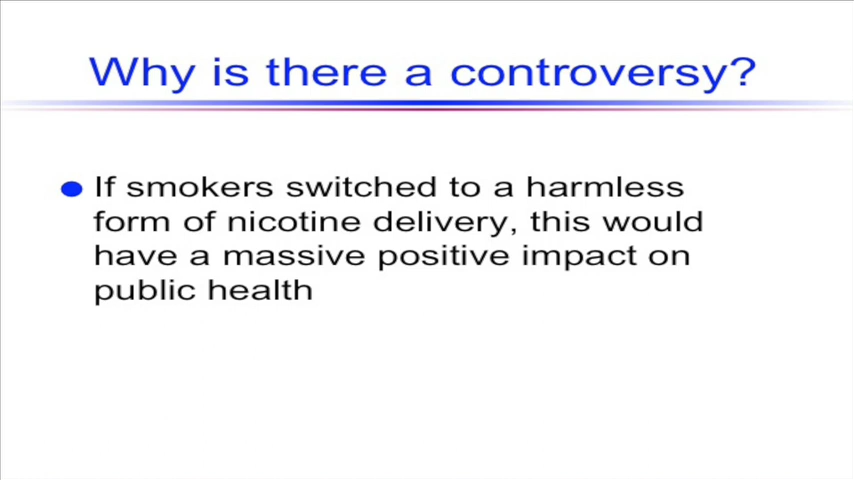 Why is there a controversy?
If smokers switched to a harmless
form of nicotine delivery, this would
have a massive positive impact on
public health